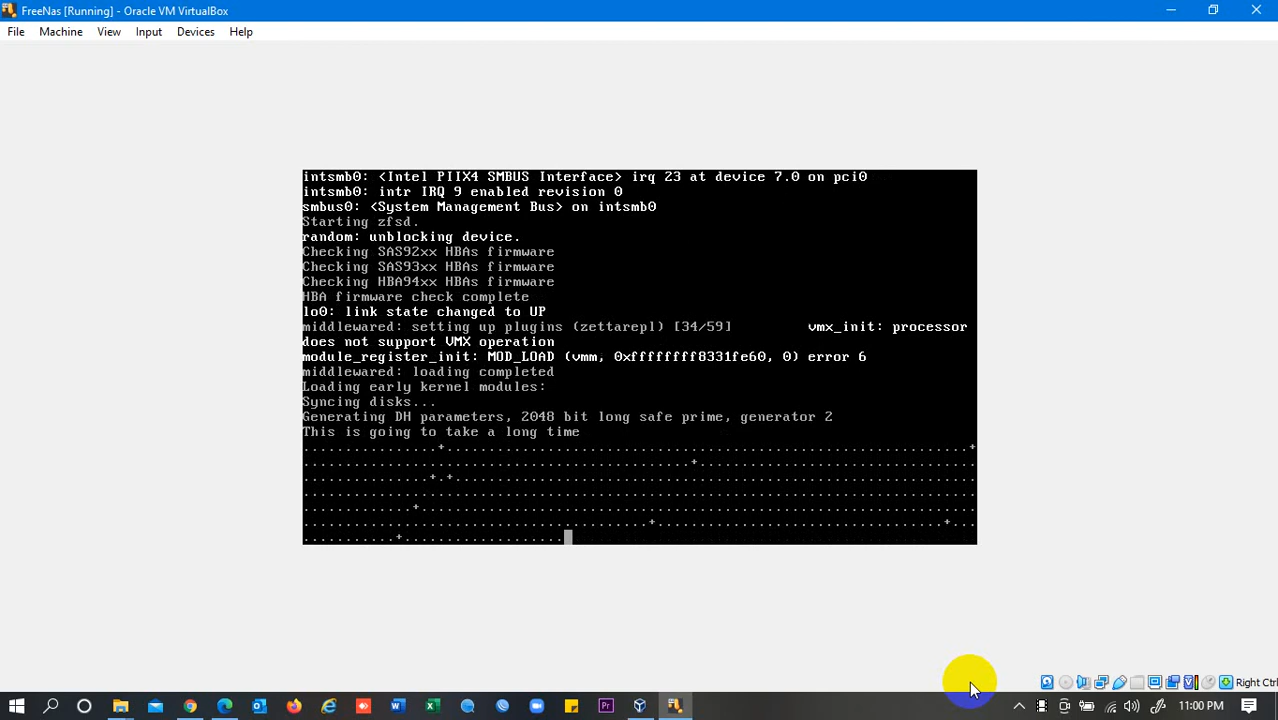 FreeNas [Running] - Oracle VM VirtualBox
File Machine View Input Devices Help
intsmb0: <Intel PIIX4 SMBUS Interface> irq 23 at device 7.0 on pci0
intsmb0: intr IRQ 9 enabled revision 0
smbus0: <System Management Bus> on intsmb0
Starting zfsd.
random: unblocking device.
Checking SAS92xx HBAs firmware
Checking SAS93xx HBAs firmware
Checking HBA94xx HBAs firmware
HBA firmware check complete
lo0: link state changed to UP
middlewared: setting up plugins (zettarepl) [34/59] vmx_init: processor
does not support VMX operation
module_register_init: MOD_LOAD (vmm, 0xffffffff8331fe60, 0) error 6
middlewared: loading completed
Loading early kernel modules:
Syncing disks...
Generating DH parameters, 2048 bit long safe prime, generator 2
This is going to take a long time
Right Ctrl
11:00 PM